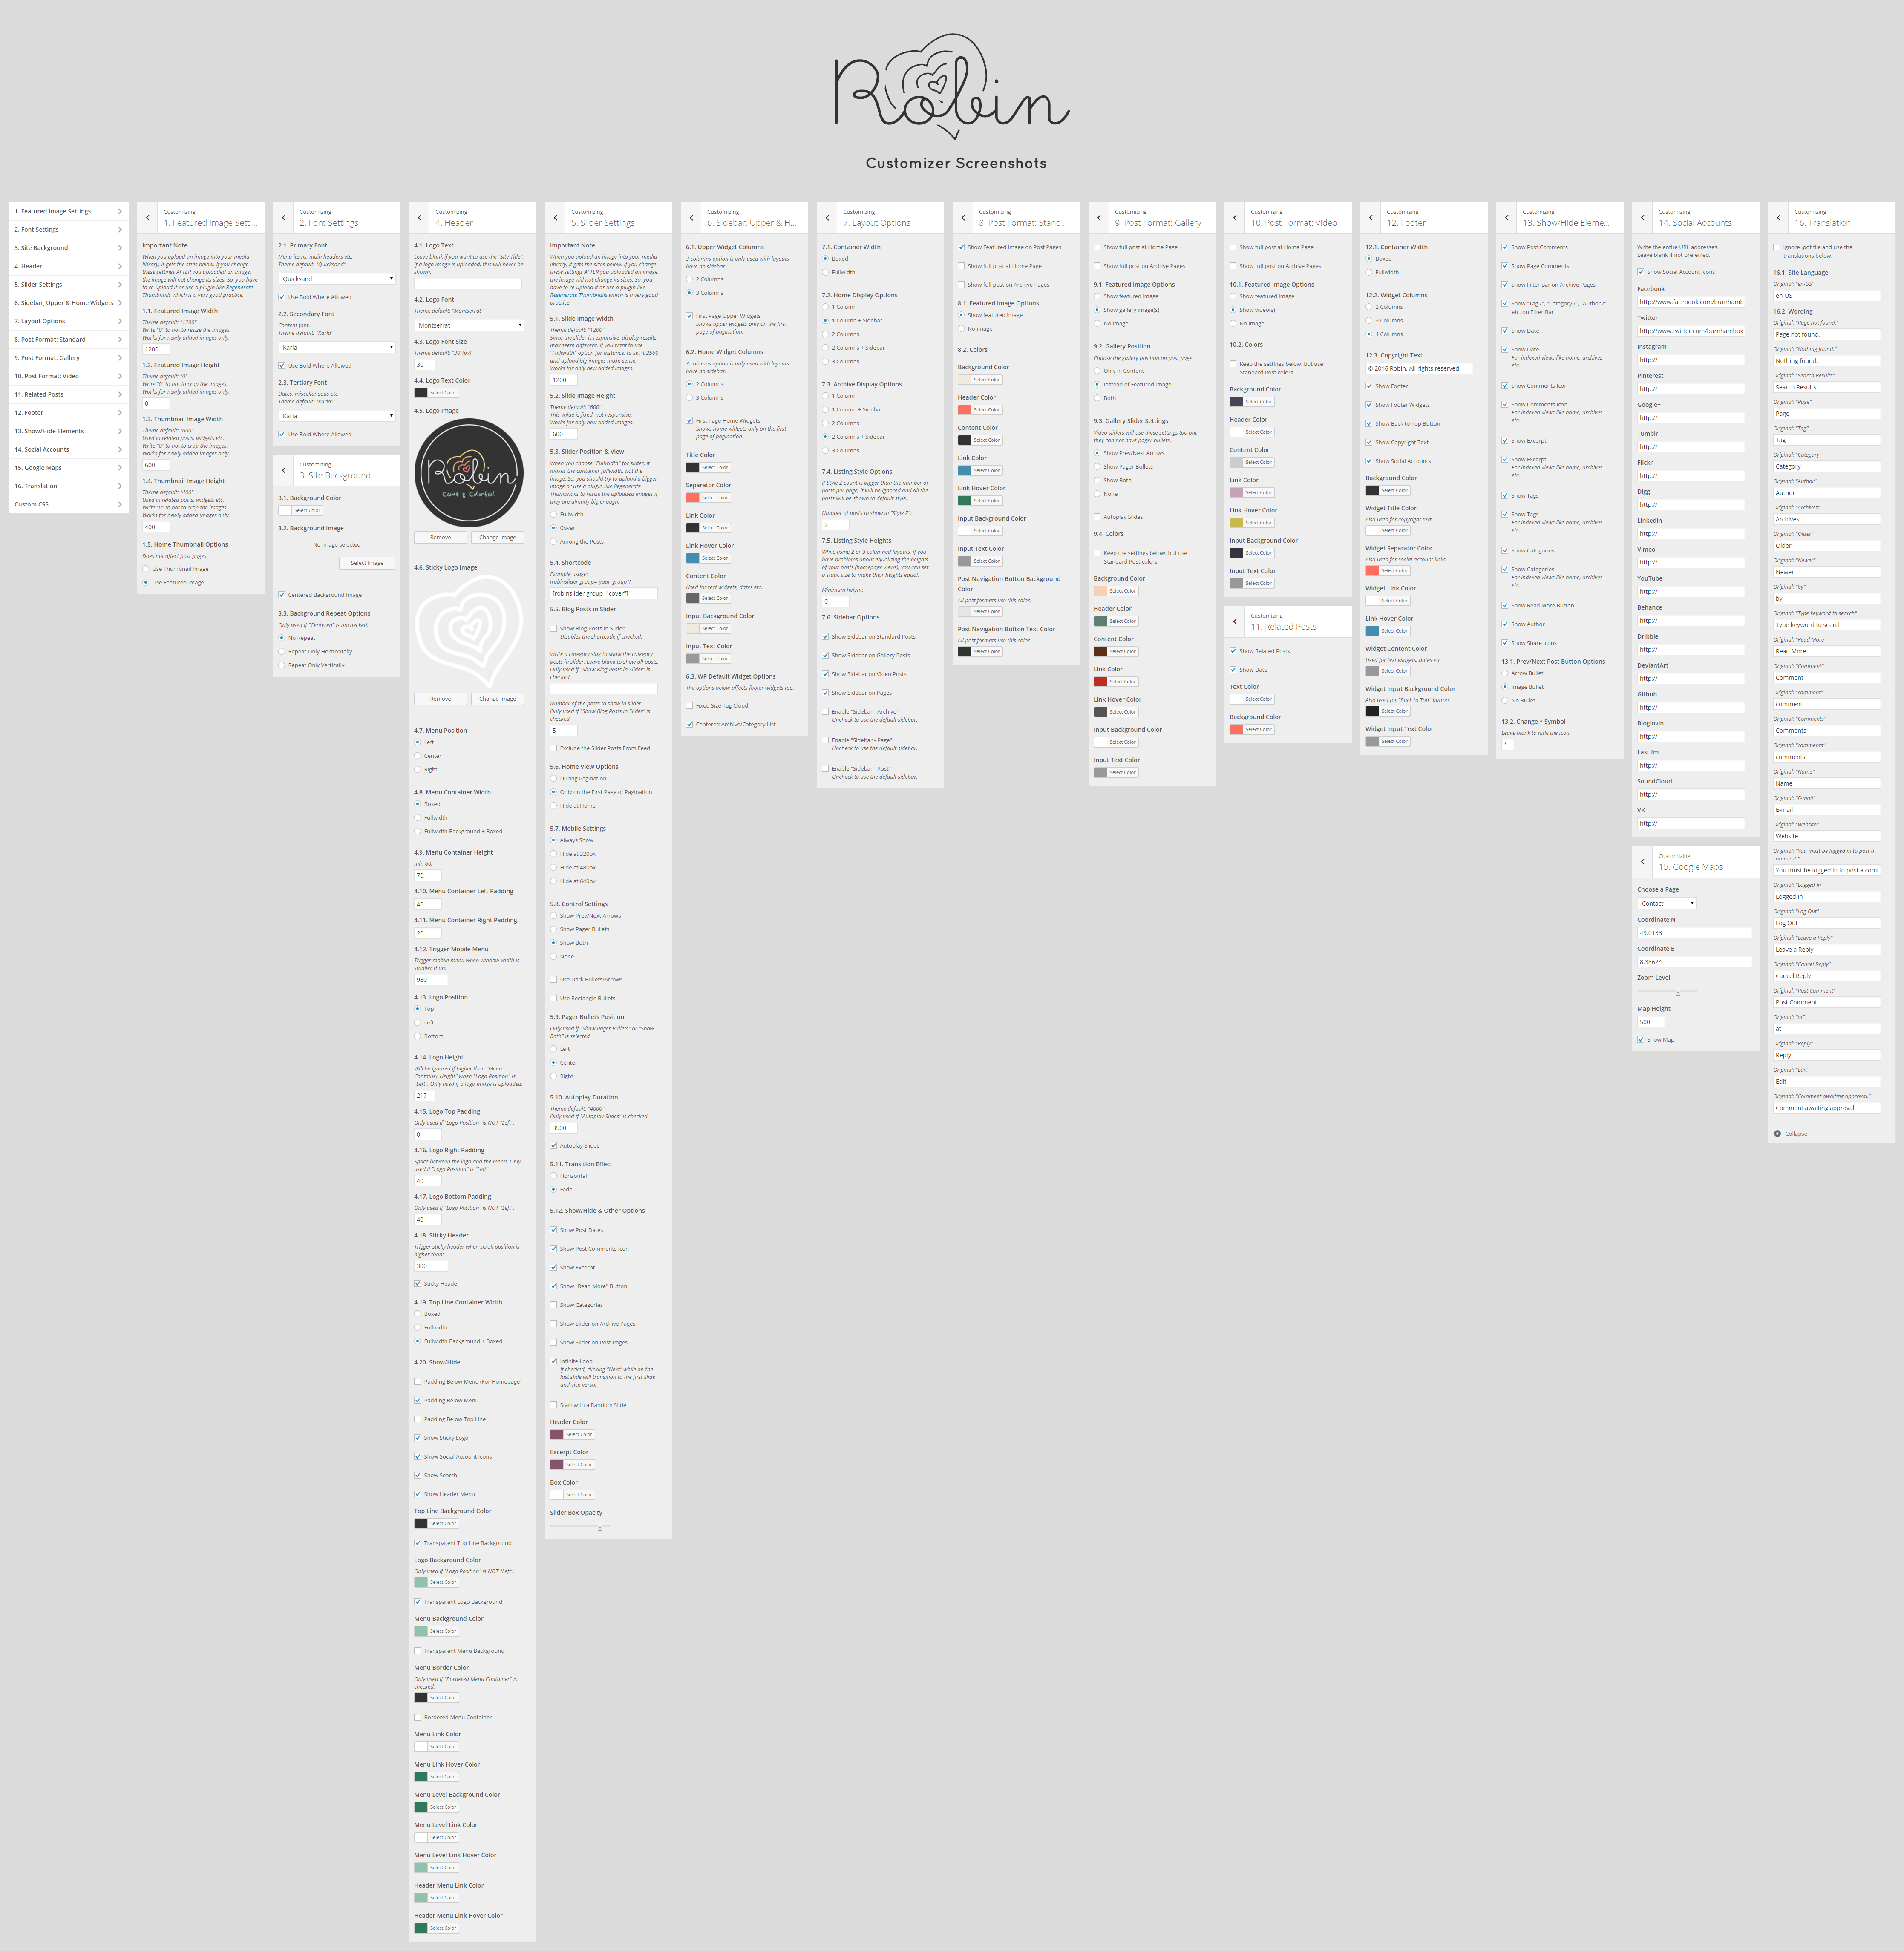 Robin
Customizer Screenshots
1. Featured Image Settings
2. Font Settings
3. Site Background
4. Header
5. Slider Settings
6. Sidebar, Upper & Home Widgets
7. Layout Options
8. Post Format: Standard
9. Post Format: Gallery
10. Post Format: Video
11. Related Posts
12. Footer
13. Show/Hide Elements
14. Social Accounts
15. Google Maps
16. Translation
Custom CSS
Customizing
1. Featured Image Setti...
Important Note
When you upload an image into your media
library, it gets the sizes below. If you change
these settings AFTER you uploaded an image,
the image will not change its sizes. So, you have
to re-upload it or use a plugin like Regenerate
Thumbnails which is a very good practice.
1.1. Featured Image Width
Theme default: "1200"
Write "0" to not to resize the images.
Works for newly added images only.
1200
1.2. Featured Image Height
Theme default: "0"
Write "0" to not to crop the images.
Works for newly added images only.
0
1.3. Thumbnail Image Width
Theme default: "600"
Used in related posts, widgets etc.
Write "0" to not to crop the images.
Works for newly added images only.
600
1.4. Thumbnail Image Height
Theme default: "400"
Used in related posts, widgets etc.
Write "0" to not to crop the images.
Works for newly added images only.
400
1.5. Home Thumbnail Options
Does not affect post pages.
Use Thumbnail Image
Use Featured Image
Customizing
2. Font Settings
2.1. Primary Font
Menu items, main headers etc.
Theme default: "Quicksand"
Quicksand
Use Bold Where Allowed
2.2. Secondary Font
Content font.
Theme default: "Karla"
Karla
Use Bold Where Allowed
2.3. Tertiary Font
Dates, miscellaneous etc.
Theme default: "Karla"
Karla
Use Bold Where Allowed
Customizing
3. Site Background
3.1. Background Color
Select Color
3.2. Background Image
No image selected
Select Image
Centered Background Image
3.3. Background Repeat Options
Only used if "Centered" is unchecked.
No Repeat
Repeat Only Horizontally
Repeat Only Vertically
Customizing
4. Header
4.1. Logo Text
Leave blank if you want to use the "Site Title".
If a logo image is uploaded, this will never be
shown.
4.2. Logo Font
Theme default: "Montserrat"
Montserrat
4.3. Logo Font Size
Theme default: "30"(px)
30
4.4. Logo Text Color
Select Color
4.5. Logo Image
Robin
Cute & Colorful
Remove
Change Image
4.6. Sticky Logo Image
Remove
Change Image
4.7. Menu Position
Left
Center
Right
4.8. Menu Container Width
Boxed
Fullwidth
Fullwidth Background + Boxed
4.9. Menu Container Height
min 60.
70
4.10. Menu Container Left Padding
40
4.11. Menu Container Right Padding
20
4.12. Trigger Mobile Menu
Trigger mobile menu when window width is
smaller than:
960
4.13. Logo Position
Top
Left
Bottom
4.14. Logo Height
Will be ignored if higher than "Menu
Container Height" when "Logo Position" is
"Left". Only used if a logo image is uploaded.
217
4.15. Logo Top Padding
Only used if "Logo Position" is NOT "Left".
0
4.16. Logo Right Padding
Space between the logo and the menu. Only
used if "Logo Position" is "Left".
40
4.17. Logo Bottom Padding
Only used if "Logo Position" is NOT "Left".
40
4.18. Sticky Header
Trigger sticky header when scroll position is
higher than:
300
Sticky Header
4.19. Top Line Container Width
Boxed
Fullwidth
Fullwidth Background + Boxed
4.20. Show/Hide
Padding Below Menu (For Homepage)
Padding Below Menu
Padding Below Top Line
Show Sticky Logo
Show Social Account Icons
Show Search
Show Header Menu
Top Line Background Color
Select Color
Transparent Top Line Background
Logo Background Color
Only used if "Logo Position" is NOT "Left".
Select Color
Transparent Logo Background
Menu Background Color
Select Color
Transparent Menu Background
Menu Border Color
Only used if "Bordered Menu Container" is
checked.
Select Color
Bordered Menu Container
Menu Link Color
Select Color
Menu Link Hover Color
Select Color
Menu Level Background Color
Select Color
Menu Level Link Color
Select Color
Menu Level Link Hover Color
Select Color
Header Menu Link Color
Select Color
Header Menu Link Hover Color
Select Color
Customizing
5. Slider Settings
Important Note
When you upload an image into your media
library, it gets the sizes below. If you change
these settings AFTER you uploaded an image,
the image will not change its sizes. So, you
have to re-upload it or use a plugin like
Regenerate Thumbnails which is a very good
practice.
5.1. Slide Image Width
Theme default: "1200"
Since the slider is responsive, display results
may seem different. If you want to use
"Fullwidth" option for instance, to set it 2560
and upload big images make sense.
Works for only new added images.
1200
5.2. Slide Image Height
Theme default: "600"
This value is fixed, not responsive.
Works for only new added images.
600
5.3. Slider Position & View
When you choose "Fullwidth" for slider, it
makes the container fullwidth, not the
image. So, you should try to upload a bigger
image or use a plugin like Regenerate
Thumbnails to resize the uploaded images if
they are already big enough.
Fullwidth
Cover
Among the Posts
5.4. Shortcode
Example usage:
[robinslider group="your_group"]
[robinslider group="cover"]
5.5. Blog Posts in Slider
Show Blog Posts in Slider
Disables the shortcode if checked.
Write a category slug to show the category
posts in slider. Leave blank to show all posts.
Only used if "Show Blog Posts in Slider" is
checked.
Number of the posts to show in slider:
Only used if "Show Blog Posts in Slider" is
checked.
5
Exclude the Slider Posts From Feed
5.6. Home View Options
During Pagination
Only on the First Page of Pagination
Hide at Home
5.7. Mobile Settings
Always Show
Hide at 320px
Hide at 480px
Hide at 640px
5.8. Control Settings
Show Prev/Next Arrows
Show Pager Bullets
Show Both
None
Use Dark Bullets/Arrows
Use Rectangle Bullets
5.9. Pager Bullets Position
Only used if "Show Pager Bullets" or "Show
Both" is selected.
Left
Center
Right
5.10. Autoplay Duration
Theme default: "4000"
Only used if "Autoplay Slides" is checked.
3500
Autoplay Slides
5.11. Transition Effect
Horizontal
Fade
5.12. Show/Hide & Other Options
Show Post Dates
Show Post Comments Icon
Show Excerpt
Show "Read More" Button
Show Categories
Show Slider on Archive Pages
Show Slider on Post Pages
Infinite Loop
If checked, clicking "Next" while on the
last slide will transition to the first slide
and vice-versa.
Start with a Random Slide
Header Color
Select Color
Excerpt Color
Select Color
Box Color
Select Color
Slider Box Opacity
Customizing
6. Sidebar, Upper & H...
6.1. Upper Widget Columns
3 columns option is only used with layouts
have no sidebar.
2 Columns
3 Columns
First Page Upper Widgets
Shows upper widgets only on the first
page of pagination.
6.2. Home Widget Columns
3 columns option is only used with layouts
have no sidebar.
2 Columns
3 Columns
First Page Home Widgets
Shows home widgets only on the first
page of pagination.
Title Color
Select Color
Separator Color
Select Color
Link Color
Select Color
Link Hover Color
Select Color
Content Color
Used for text widgets, dates etc.
Select Color
Input Background Color
Select Color
Input Text Color
Select Color
6.3. WP Default Widget Options
The options below affects footer widgets too.
Fixed Size Tag Cloud
Centered Archive/Category List
Customizing
7. Layout Options
7.1. Container Width
Boxed
Fullwidth
7.2. Home Display Options
1 Column
1 Column + Sidebar
2 Columns
2 Columns + Sidebar
3 Columns
7.3. Archive Display Options
1 Column
1 Column + Sidebar
2 Columns
2 Columns + Sidebar
3 Columns
7.4. Listing Style Options
If Style Z count is bigger than the number of
posts per page, it will be ignored and all the
posts will be shown in default style.
Number of posts to show in "Style Z":
2
7.5. Listing Style Heights
While using 2 or 3 columned layouts, if you
have problems about equalizing the heights
of your posts (homepage views), you can set
a static size to make their heights equal.
Minimum height:
0
7.6. Sidebar Options
Show Sidebar on Standard Posts
Show Sidebar on Gallery Posts
Show Sidebar on Video Posts
Show Sidebar on Pages
Enable "Sidebar - Archive"
Uncheck to use the default sidebar.
Enable "Sidebar - Page"
Uncheck to use the default sidebar.
Enable "Sidebar - Post"
Uncheck to use the default sidebar.
Customizing
8. Post Format: Stand...
Show Featured Image on Post Pages
Show full post at Home Page
Show full post on Archive Pages
8.1. Featured Image Options
Show featured image
No image
8.2. Colors
Background Color
Select Color
Header Color
Select Color
Content Color
Select Color
Link Color
Select Color
Link Hover Color
Select Color
Input Background Color
Select Color
Input Text Color
Select Color
Post Navigation Button Background
Color
All post formats use this color.
Select Color
Post Navigation Button Text Color
All post formats use this color.
Select Color
Customizing
9. Post Format: Gallery
Show full post at Home Page
Show full post on Archive Pages
9.1. Featured Image Options
Show featured image
Show gallery image(s)
No image
9.2. Gallery Position
Choose the gallery position on post page.
Only in Content
Instead of Featured Image
Both
9.3. Gallery Slider Settings
Video sliders will use these settings too but
they can not have pager bullets.
Show Prev/Next Arrows
Show Pager Bullets
Show Both
None
Autoplay Slides
9.4. Colors
Keep the settings below, but use
Standard Post colors.
Background Color
Select Color
Header Color
Select Color
Content Color
Select Color
Link Color
Select Color
Link Hover Color
Select Color
Input Background Color
Select Color
Input Text Color
Select Color
Customizing
10. Post Format: Video
Show full post at Home Page
Show full post on Archive Pages
10.1. Featured Image Options
Show featured image
Show video(s)
No image
10.2. Colors
Keep the settings below, but use
Standard Post colors.
Background Color
Select Color
Header Color
Select Color
Content Color
Select Color
Link Color
Select Color
Link Hover Color
Select Color
Input Background Color
Select Color
Input Text Color
Select Color
Customizing
11. Related Posts
Show Related Posts
Show Date
Text Color
Select Color
Background Color
Select Color
Customizing
12. Footer
12.1. Container Width
Boxed
Fullwidth
12.2. Widget Columns
2 Columns
3 Columns
4 Columns
12.3. Copyright Text
© 2016 Robin. All rights reserved.
Show Footer
Show Footer Widgets
Show Back to Top Button
Show Copyright Text
Show Social Accounts
Background Color
Select Color
Widget Title Color
Also used for copyright text.
Select Color
Widget Separator Color
Also used for social account links.
Select Color
Widget Link Color
Select Color
Link Hover Color
Select Color
Widget Content Color
Used for text widgets, dates etc.
Select Color
Widget Input Background Color
Also used for "Back to Top" button.
Select Color
Widget Input Text Color
Select Color
Customizing
13. Show/Hide Eleme...
Show Post Comments
Show Page Comments
Show Filter Bar on Archive Pages
Show "Tag /", "Category /", "Author /"
etc. on Filter Bar
Show Date
Show Date
For indexed views like home, archives
etc.
Show Comments Icon
Show Comments Icon
For indexed views like home, archives
etc.
Show Excerpt
Show Excerpt
For indexed views like home, archives
etc.
Show Tags
Show Tags
For indexed views like home, archives
etc.
Show Categories
Show Categories
For indexed views like home, archives
etc.
Show Read More Button
Show Author
Show Share Icons
13.1. Prev/Next Post Button Options
Arrow Bullet
Image Bullet
No Bullet
13.2. Change * Symbol
Leave blank to hide the icon.
*
Customizing
14. Social Accounts
Write the entire URL addresses.
Leave blank if not preferred.
Show Social Account Icons
Facebook
http://www.facebook.com/burnhamt
Twitter
http://www.twitter.com/burnhambox
Instagram
http://
Pinterest
http://
Google+
http://
Tumblr
http://
Flickr
http://
Digg
http://
LinkedIn
http://
Vimeo
http://
YouTube
http://
Behance
http://
Dribble
http://
DeviantArt
http://
Github
http://
Bloglovin
http://
Last.fm
http://
SoundCloud
http://
VK
http://
Customizing
15. Google Maps
Choose a Page
Contact
Coordinate N
49.0138
Coordinate E
8.38624
Zoom Level
Map Height
500
Show Map
Customizing
16. Translation
Ignore .pot file and use the
translations below.
16.1. Site Language
Original: "en-US"
en-US
16.2. Wording
Original: "Page not found."
Page not found.
Original: "Nothing found."
Nothing found.
Original: "Search Results"
Search Results
Original: "Page"
Page
Original: "Tag"
Tag
Original: "Category"
Category
Original: "Author"
Author
Original: "Archives"
Archives
Original: "Older"
Older
Original: "Newer"
Newer
Original: "by"
by
Original: "Type keyword to search"
Type keyword to search
Original: "Read More"
Read More
Original: "Comment"
Comment
Original: "comment"
comment
Original: "Comments"
Comments
Original: "comments"
comments
Original: "Name"
Name
Original: "E-mail"
E-mail
Original: "Website"
Website
Original: "You must be logged in to post a
comment."
You must be logged in to post a comi
Original: "Logged in"
Logged in
Original: "Log Out"
Log Out
Original: "Leave a Reply"
Leave a Reply
Original: "Cancel Reply"
Cancel Reply
Original: "Post Comment"
Post Comment
Original: "at"
at
Original: "Reply"
Reply
Original: "Edit"
Edit
Original: "Comment awaiting approval."
Comment awaiting approval.
Collapse